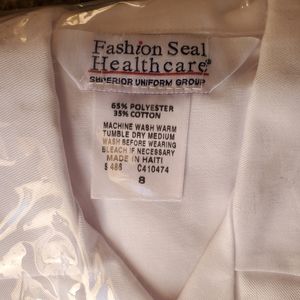 Fashion Seal
Healthcare®
SUPERIOR UNIFORM GROUP
65% POLYESTER
35% COTTON
MACHINE WASH WARM
TUMBLE DRY MEDIUM
WASH BEFORE WEARING
BLEACH IF NECESSARY
MADE IN HAITI
S 486 C410474
8